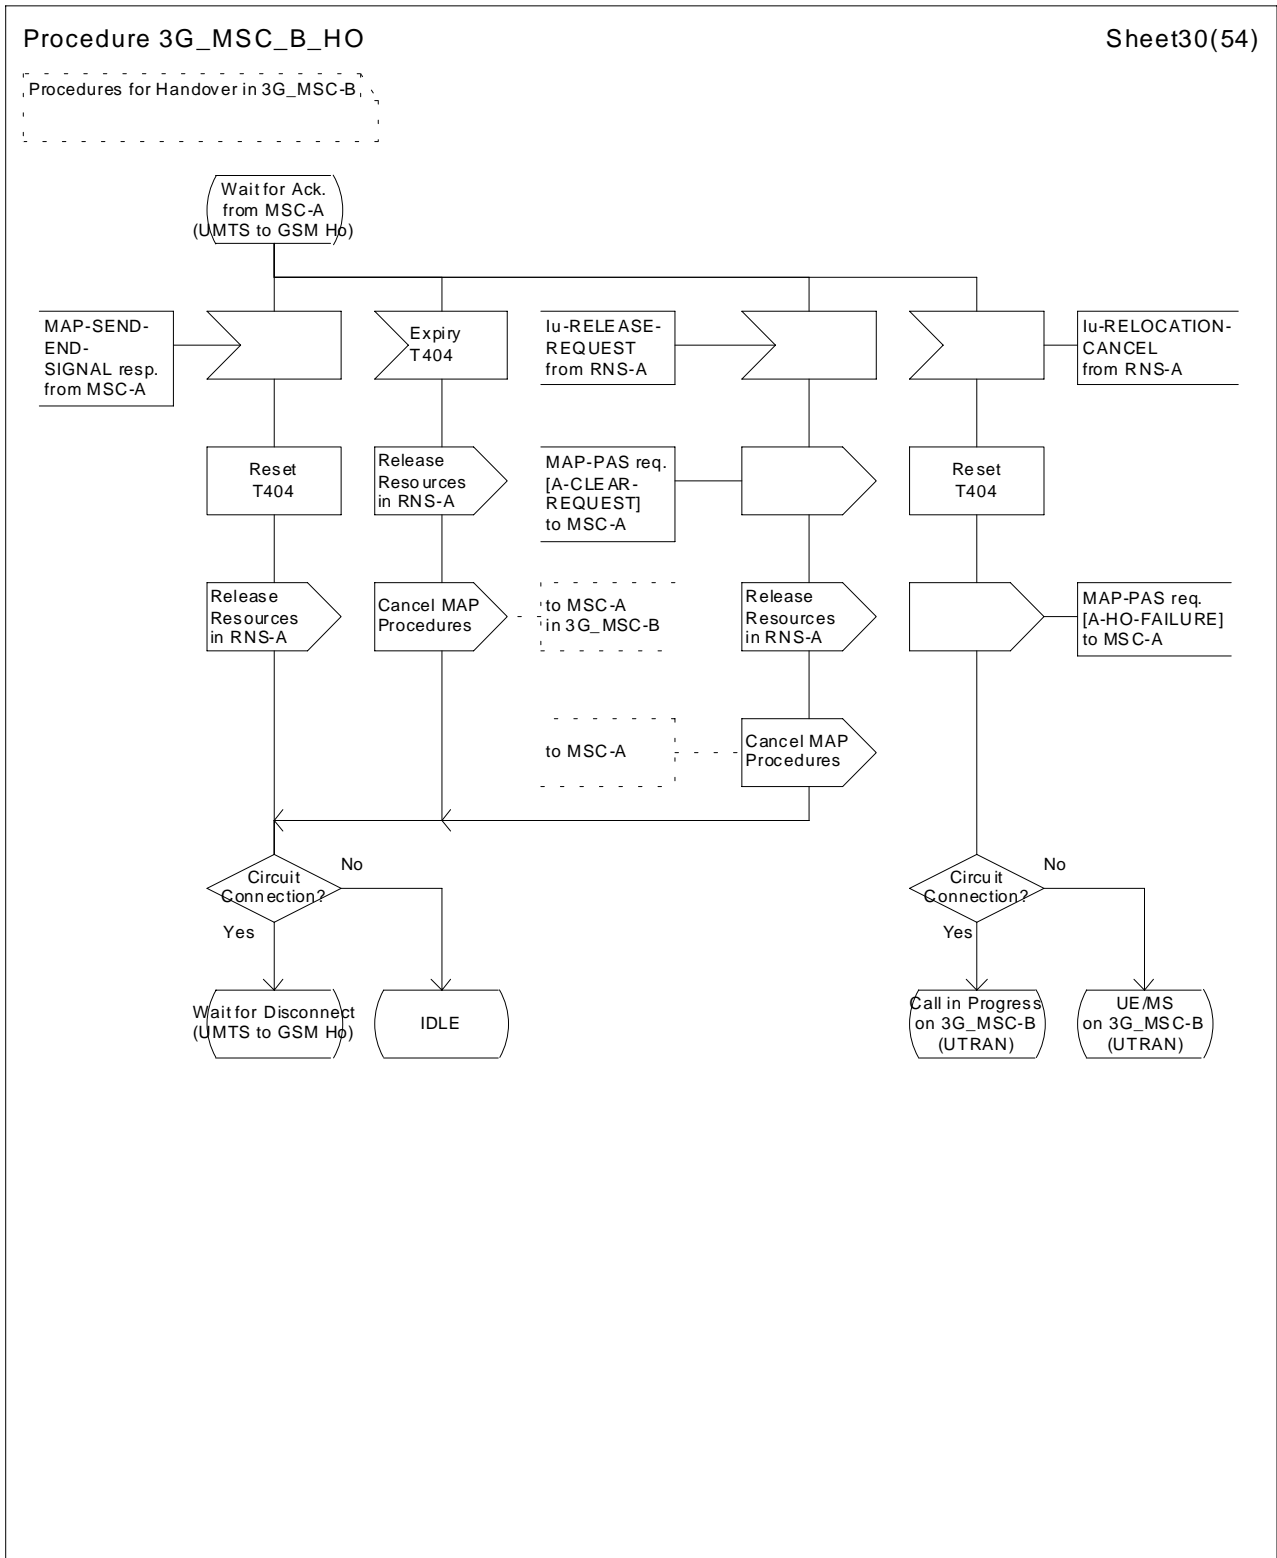 Procedure 3G_MSC_B_HO
Sheet30(54)
Procedures for Handover in 3G_MSC-B
Wait for Ack.
from MSC-A
(UMTS to GSM Ho)
MAP-SEND-
END-
SIGNAL resp.
from MSC-A
Expiry
T404
Iu-RELEASE-
REQUEST
from RNS-A
Iu-RELOCATION-
CANCEL
from RNS-A
Reset
T404
Release
Resources
in RNS-A
MAP-PAS req.
[A-CLEAR-
REQUEST]
to MSC-A
Reset
T404
Release
Resources
in RNS-A
Cancel MAP
Procedures
to MSC-A
in 3G_MSC-B
Release
Resources
in RNS-A
MAP-PAS req.
[A-HO-FAILURE]
to MSC-A
to MSC-A
Cancel MAP
Procedures
Circuit
Connection?
No
Yes
Circuit
Connection?
No
Yes
Wait for Disconnect
(UMTS to GSM Ho)
IDLE
Call in Progress
on 3G_MSC-B
(UTRAN)
UE/MS
on 3G_MSC-B
(UTRAN)